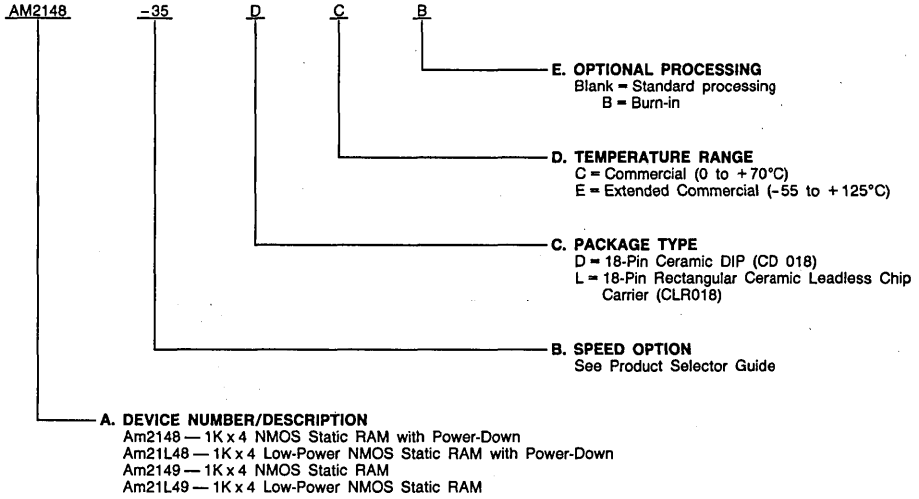 AM2148 -35 D C B
E. OPTIONAL PROCESSING
Blank = Standard processing
B = Burn-in
D. TEMPERATURE RANGE
C = Commercial (0 to +70°C)
E = Extended Commercial (-55 to +125°C)
C. PACKAGE TYPE
D = 18-Pin Ceramic DIP (CD 018)
L = 18-Pin Rectangular Ceramic Leadless Chip
Carrier (CLR018)
B. SPEED OPTION
See Product Selector Guide
A. DEVICE NUMBER/DESCRIPTION
Am2148 — 1K x 4 NMOS Static RAM with Power-Down
Am21L48 — 1K x 4 Low-Power NMOS Static RAM with Power-Down
Am2149 — 1K x 4 NMOS Static RAM
Am21L49 — 1K x 4 Low-Power NMOS Static RAM